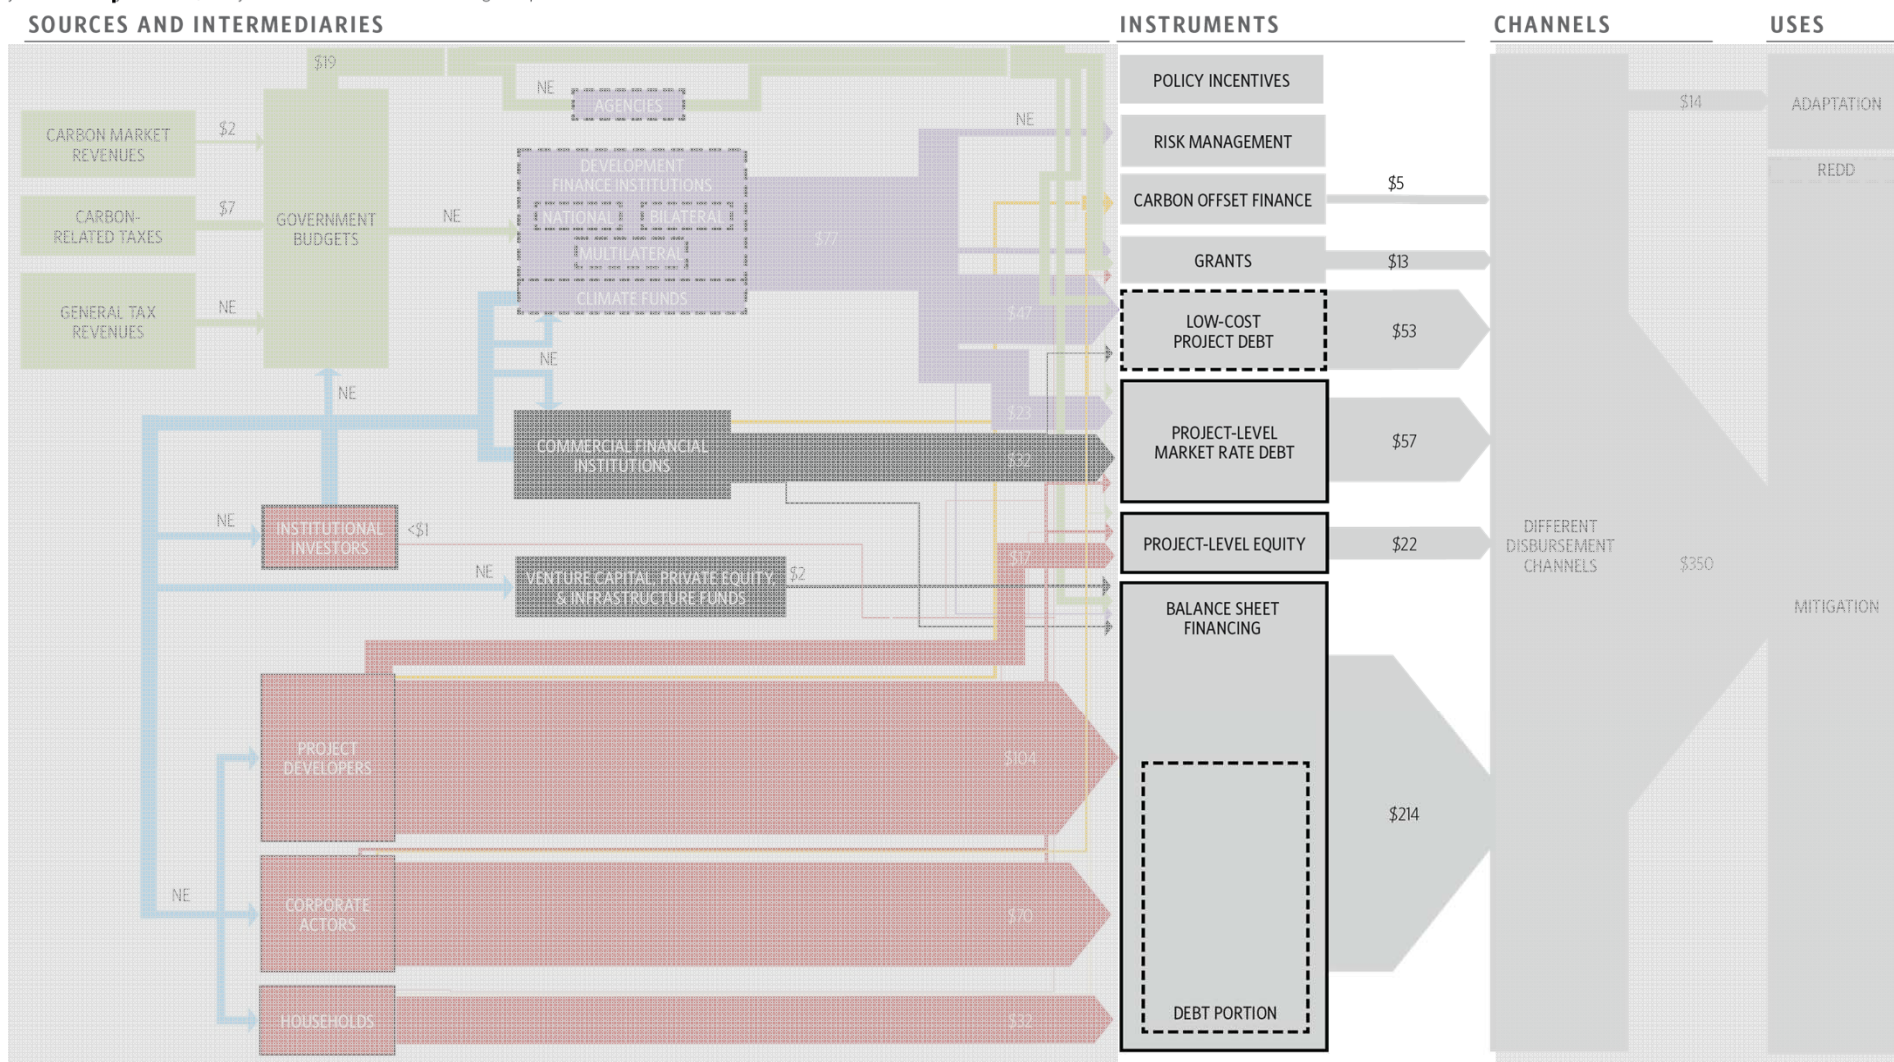 SOURCES AND INTERMEDIARIES
INSTRUMENTS
CHANNELS
USES
$19
NE
AGENCIES
CARBON MARKET
REVENUES
$2
CARBON-
RELATED TAXES
$7
GENERAL TAX
REVENUES
NE
GOVERNMENT
BUDGETS
NE
NE
DEVELOPMENT
FINANCE INSTITUTIONS
NATIONAL
BILATERAL
MULTILATERAL
CLIMATE FUNDS
$77
NE
$47
NE
$23
COMMERCIAL FINANCIAL
INSTITUTIONS
$32
NE
INSTITUTIONAL
INVESTORS
<$1
NE
VENTURE CAPITAL, PRIVATE EQUITY,
& INFRASTRUCTURE FUNDS
$2
$17
PROJECT
DEVELOPERS
$104
NE
CORPORATE
ACTORS
$70
HOUSEHOLDS
$32
POLICY INCENTIVES
RISK MANAGEMENT
CARBON OFFSET FINANCE
$5
GRANTS
$13
LOW-COST
PROJECT DEBT
$53
PROJECT-LEVEL
MARKET RATE DEBT
$57
PROJECT-LEVEL EQUITY
$22
BALANCE SHEET
FINANCING
$214
DEBT PORTION
DIFFERENT
DISBURSEMENT
CHANNELS
$14
$350
ADAPTATION
REDD
MITIGATION